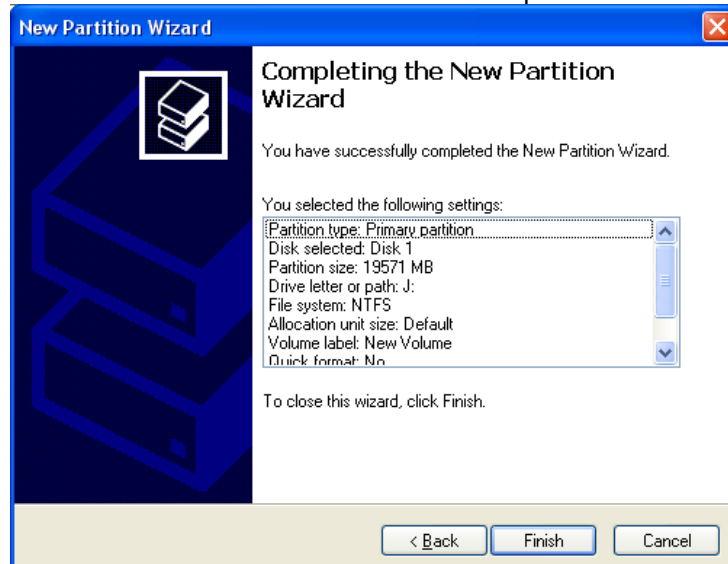 New Partition Wizard
Completing the New Partition
Wizard
You have successfully completed the New Partition Wizard.
You selected the following settings:
Partition type: Primary partition
Disk selected: Disk 1
Partition size: 19571 MB
Drive letter or path: J:
File system: NTFS
Allocation unit size: Default
Volume label: New Volume
Quick format: No
To close this wizard, click Finish.
< Back
Finish
Cancel